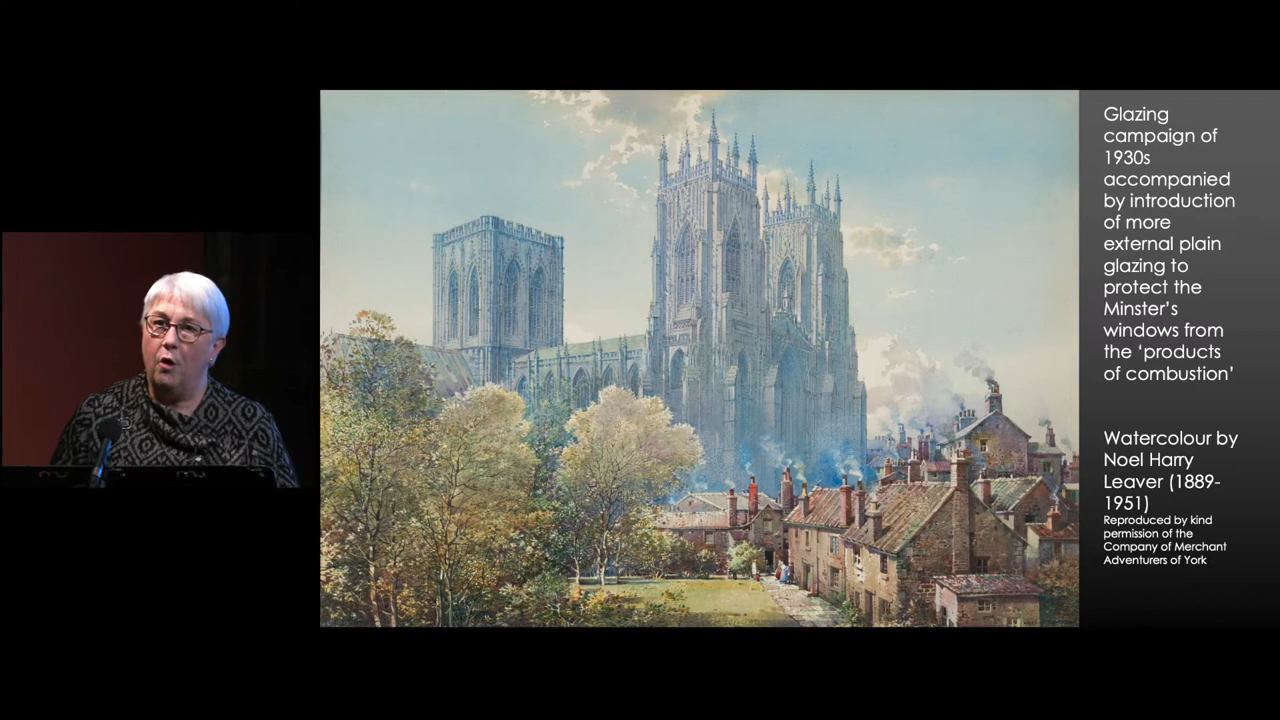 Glazing
campaign of
1930s
accompanied
by introduction
of more
external plain
glazing to
protect the
Minster’s
windows from
the ‘products
of combustion’
Watercolour by
Noel Harry
Leaver (1889-
1951)
Reproduced by kind
permission of the
Company of Merchant
Adventurers of York